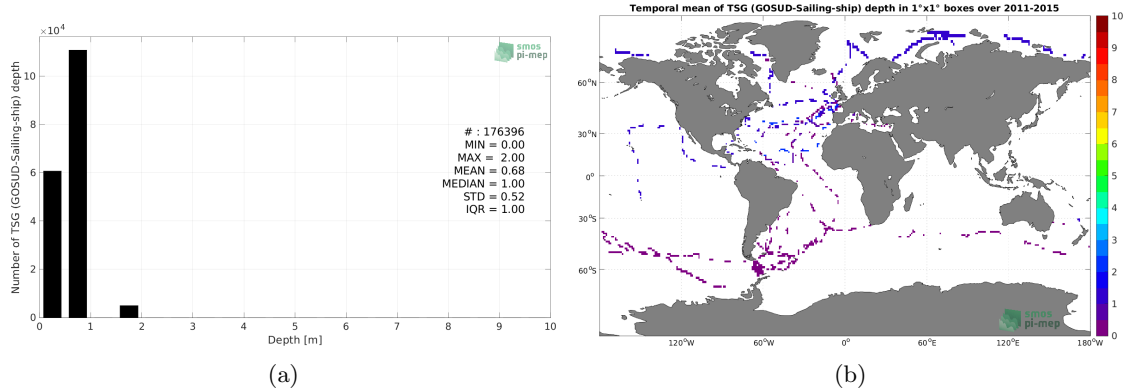 ×10⁴
10
8
6
4
2
0
Number of TSG (GOSUD-Sailing-ship) depth
smos
pi-mep
# : 176396
MIN = 0.00
MAX = 2.00
MEAN = 0.68
MEDIAN = 1.00
STD = 0.52
IQR = 1.00
0 1 2 3 4 5 6 7 8 9 10
Depth [m]
(a)
Temporal mean of TSG (GOSUD-Sailing-ship) depth in 1°x1° boxes over 2011-2015
60°N
30°N
15°N
0°
15°S
30°S
60°S
120°W 60°W 0° 60°E 120°E 180°W
smos
pi-mep
10
9
8
7
6
5
4
3
2
1
0
(b)